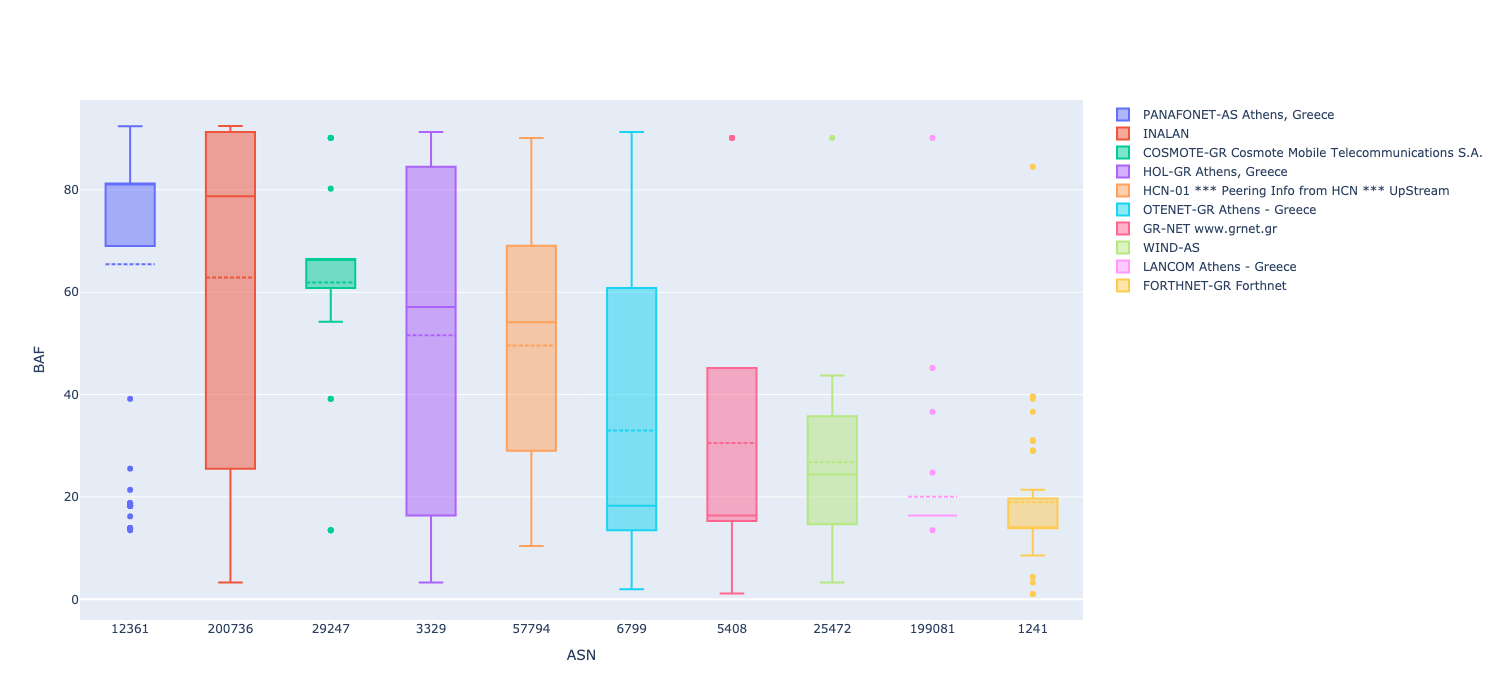 PANAFONET-AS Athens, Greece
INALAN
COSMOTE-GR Cosmote Mobile Telecommunications S.A.
HOL-GR Athens, Greece
HCN-01 *** Peering Info from HCN *** UpStream
OTENET-GR Athens - Greece
GR-NET www.grnet.gr
WIND-AS
LANCOM Athens - Greece
FORTHNET-GR Forthnet
BAF
80
60
40
20
0
12361 200736 29247 3329 57794 6799 5408 25472 199081 1241
ASN